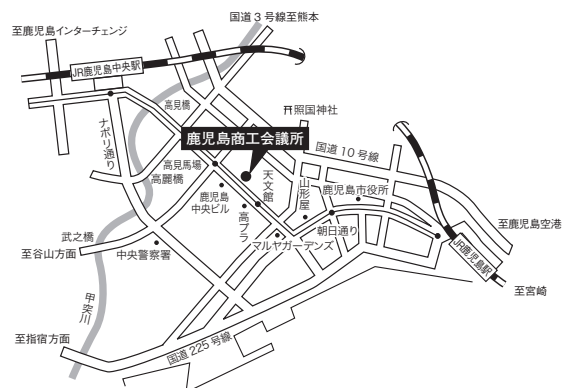 国道3号線至熊本
至鹿児島インターチェンジ
JR鹿児島中央駅
高見橋
⛩照国神社
鹿児島商工会議所
国道10号線
ナポリ通り
高見馬場
高麗橋
天文館
山形屋
鹿児島市役所
鹿児島
中央ビル
高プラ
朝日通り
至鹿児島空港
武之橋
マルヤガーデンズ
至谷山方面
中央警察署
JR鹿児島駅
至宮崎
甲突川
至指宿方面
国道225号線